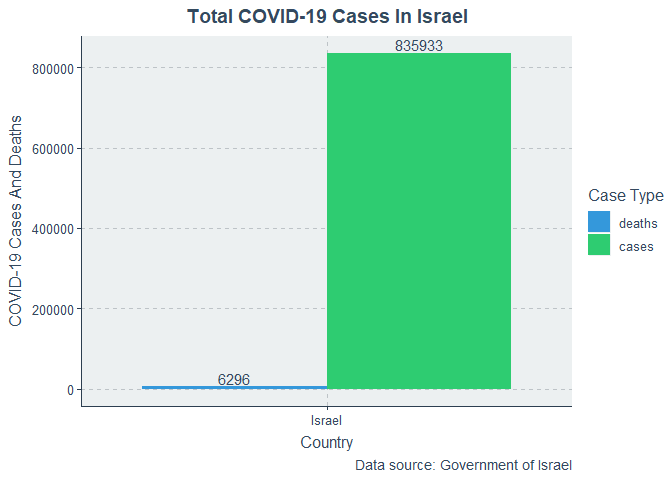 Total COVID-19 Cases In Israel
835933
800000
600000
400000
200000
0
COVID-19 Cases And Deaths
6296
Israel
Country
Case Type
deaths
cases
Data source: Government of Israel